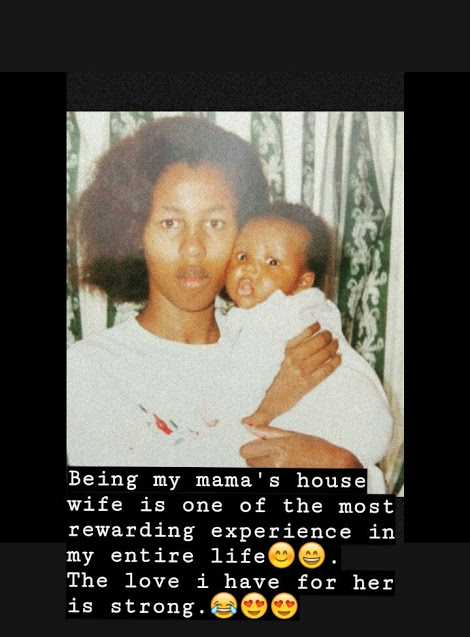 Being my mama's house
wife is one of the most
rewarding experience in
my entire life😊😄.
The love i have for her
is strong.😂😍😍